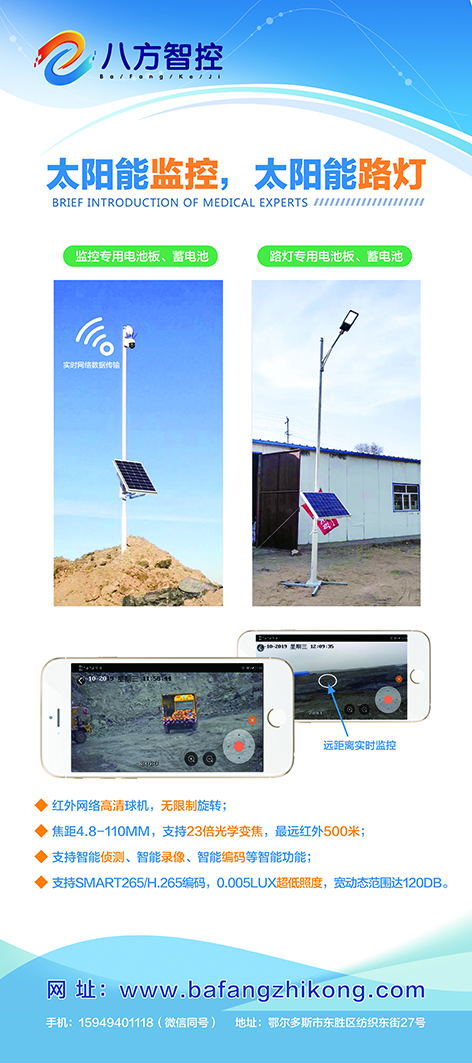 八方智控
Ba/Fang/Ke/Ji
太阳能监控，太阳能路灯
BRIEF INTRODUCTION OF MEDICAL EXPERTS
监控专用电池板、蓄电池
路灯专用电池板、蓄电池
实时网络数据传输
-10-2019 星期三 12:09:35
-10-20 9 星期三 11:58:44
远距离实时监控
红外网络高清球机，无限制旋转；
焦距4.8-110MM，支持23倍光学变焦，最远红外500米；
支持智能侦测、智能录像、智能编码等智能功能；
支持SMART265/H.265编码，0.005LUX超低照度，宽动态范围达120DB。
网 址：www.bafangzhikong.com
手机：15949401118（微信同号） 地址：鄂尔多斯市东胜区纺织东街27号